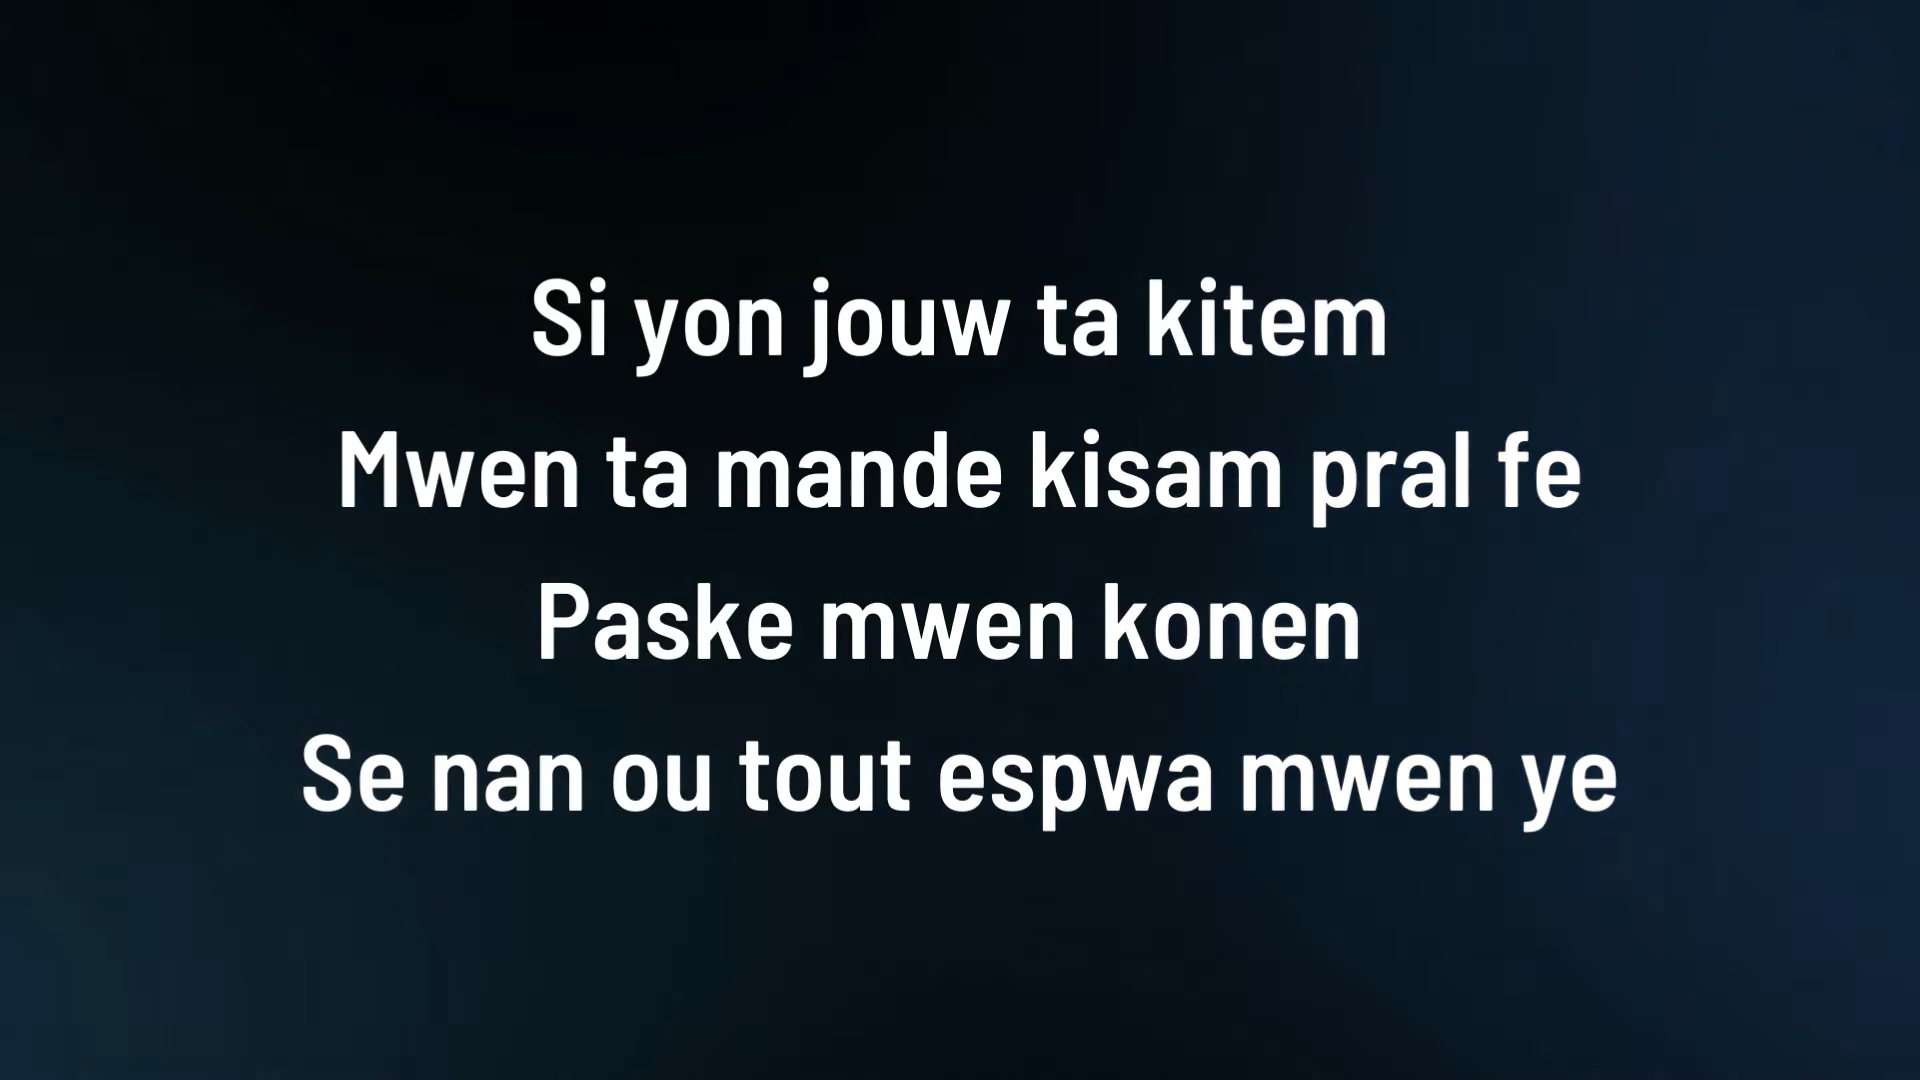 Si yon jouw ta kitem
Mwen ta mande kisam pral fe
Paske mwen konen
Se nan ou tout espwa mwen ye